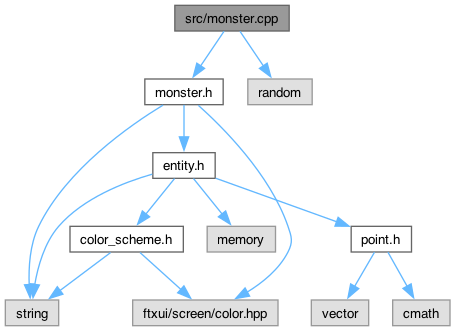 src/monster.cpp
monster.h
random
entity.h
color_scheme.h
memory
point.h
string
ftxui/screen/color.hpp
vector
cmath